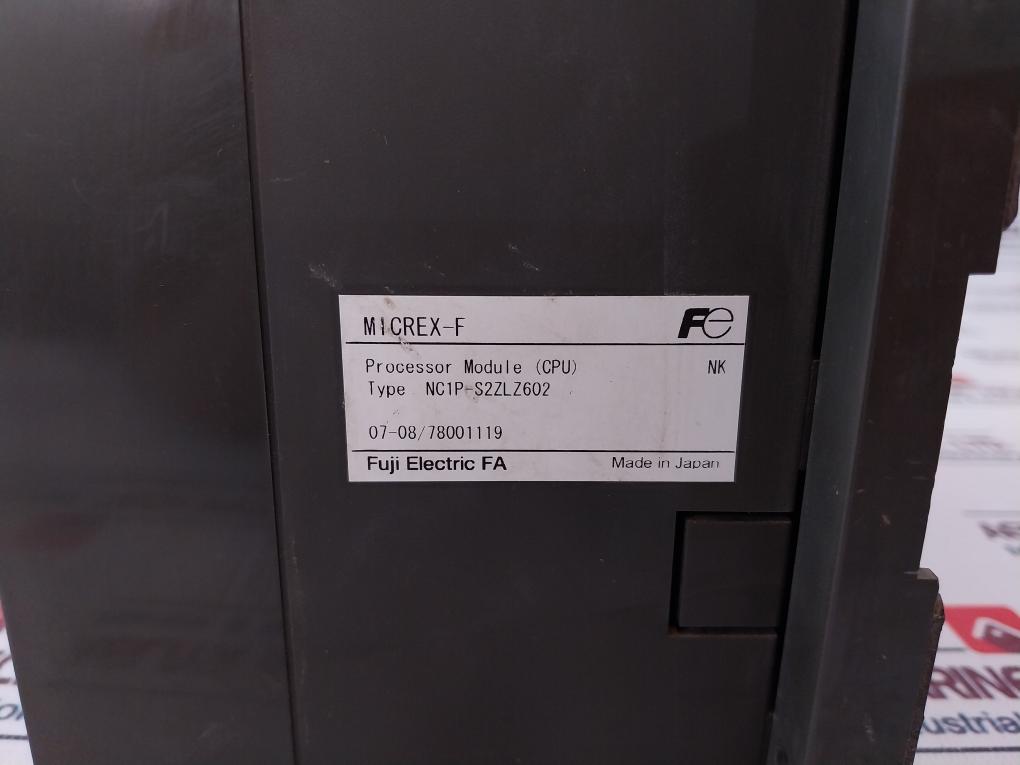 MICREX-F Fe
Processor Module (CPU) NK
Type NC1P-S2ZLZ602
07-08/78001119
Fuji Electric FA Made in Japan